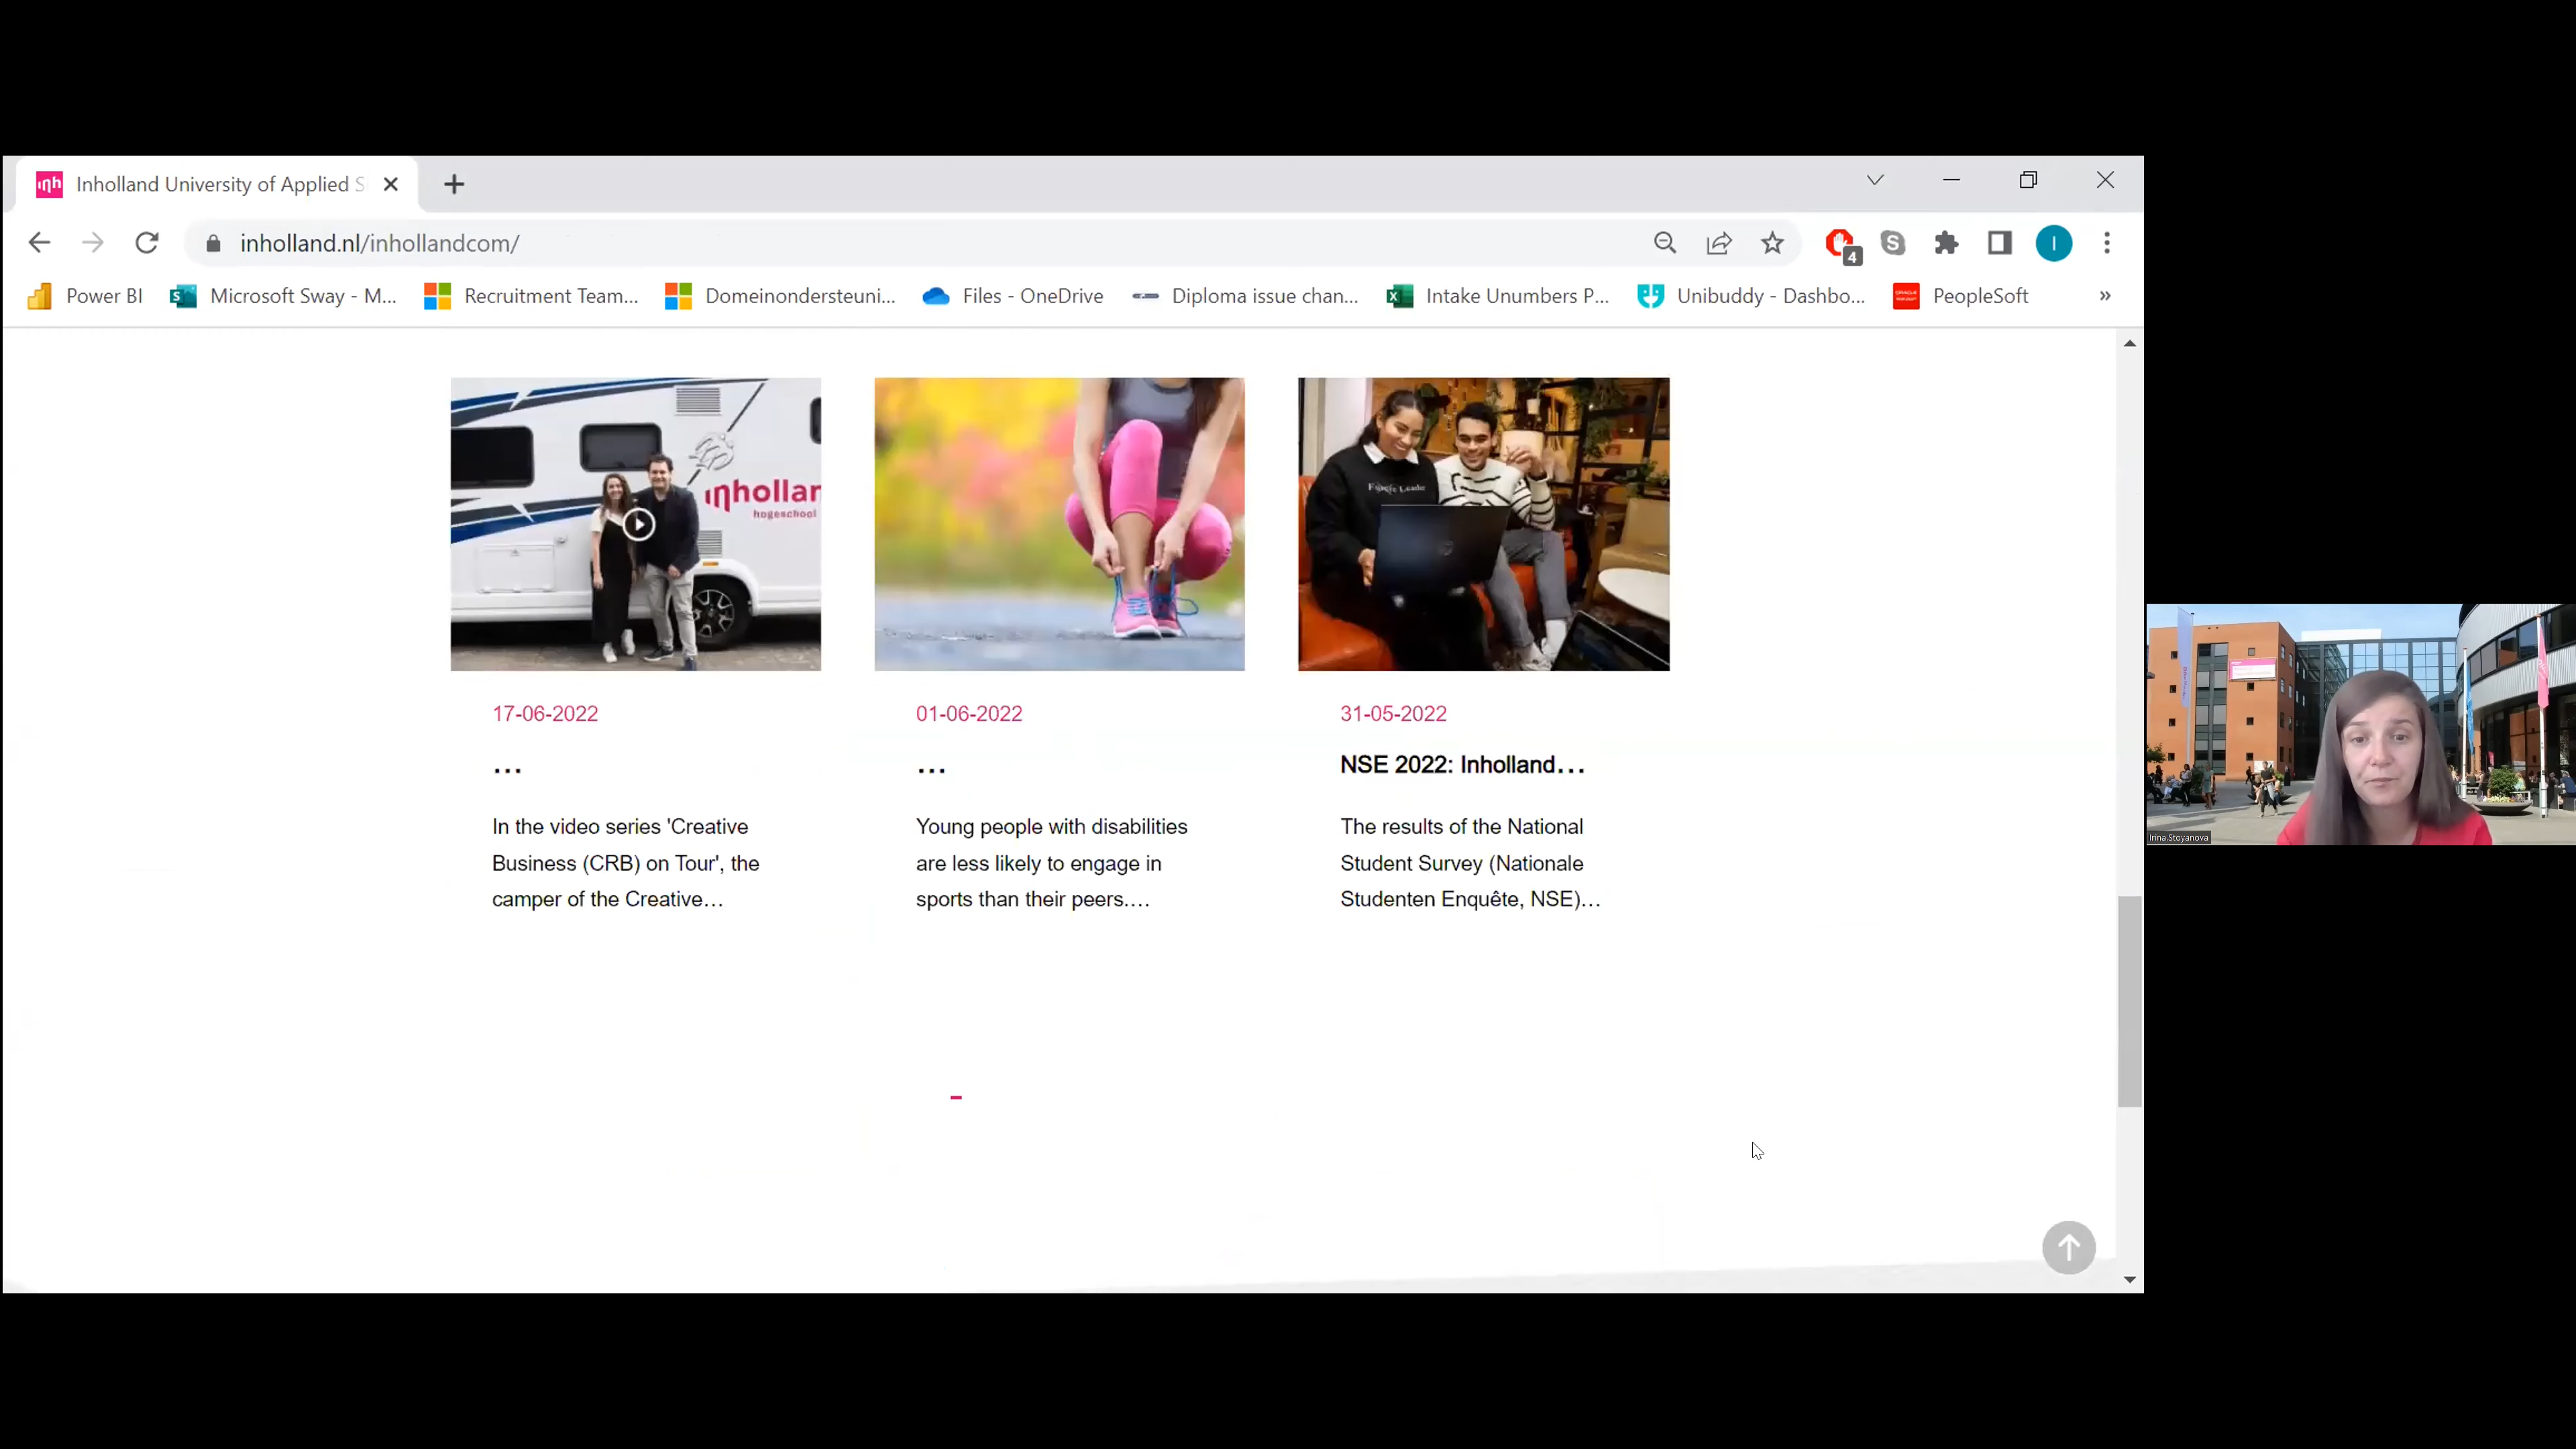 inh Inholland University of Applied S
inholland.nl/inhollandcom/
4
I
Power BI
Microsoft Sway - M...
Recruitment Team...
Domeinondersteuni...
Files - OneDrive
Diploma issue chan...
Intake Unumbers P...
Unibuddy - Dashbo...
PeopleSoft
»
inhollan
hogeschool
17-06-2022
...
In the video series 'Creative
Business (CRB) on Tour', the
camper of the Creative...
01-06-2022
...
Young people with disabilities
are less likely to engage in
sports than their peers....
31-05-2022
NSE 2022: Inholland...
The results of the National
Student Survey (Nationale
Studenten Enquête, NSE)...
Irina.Stoyanova